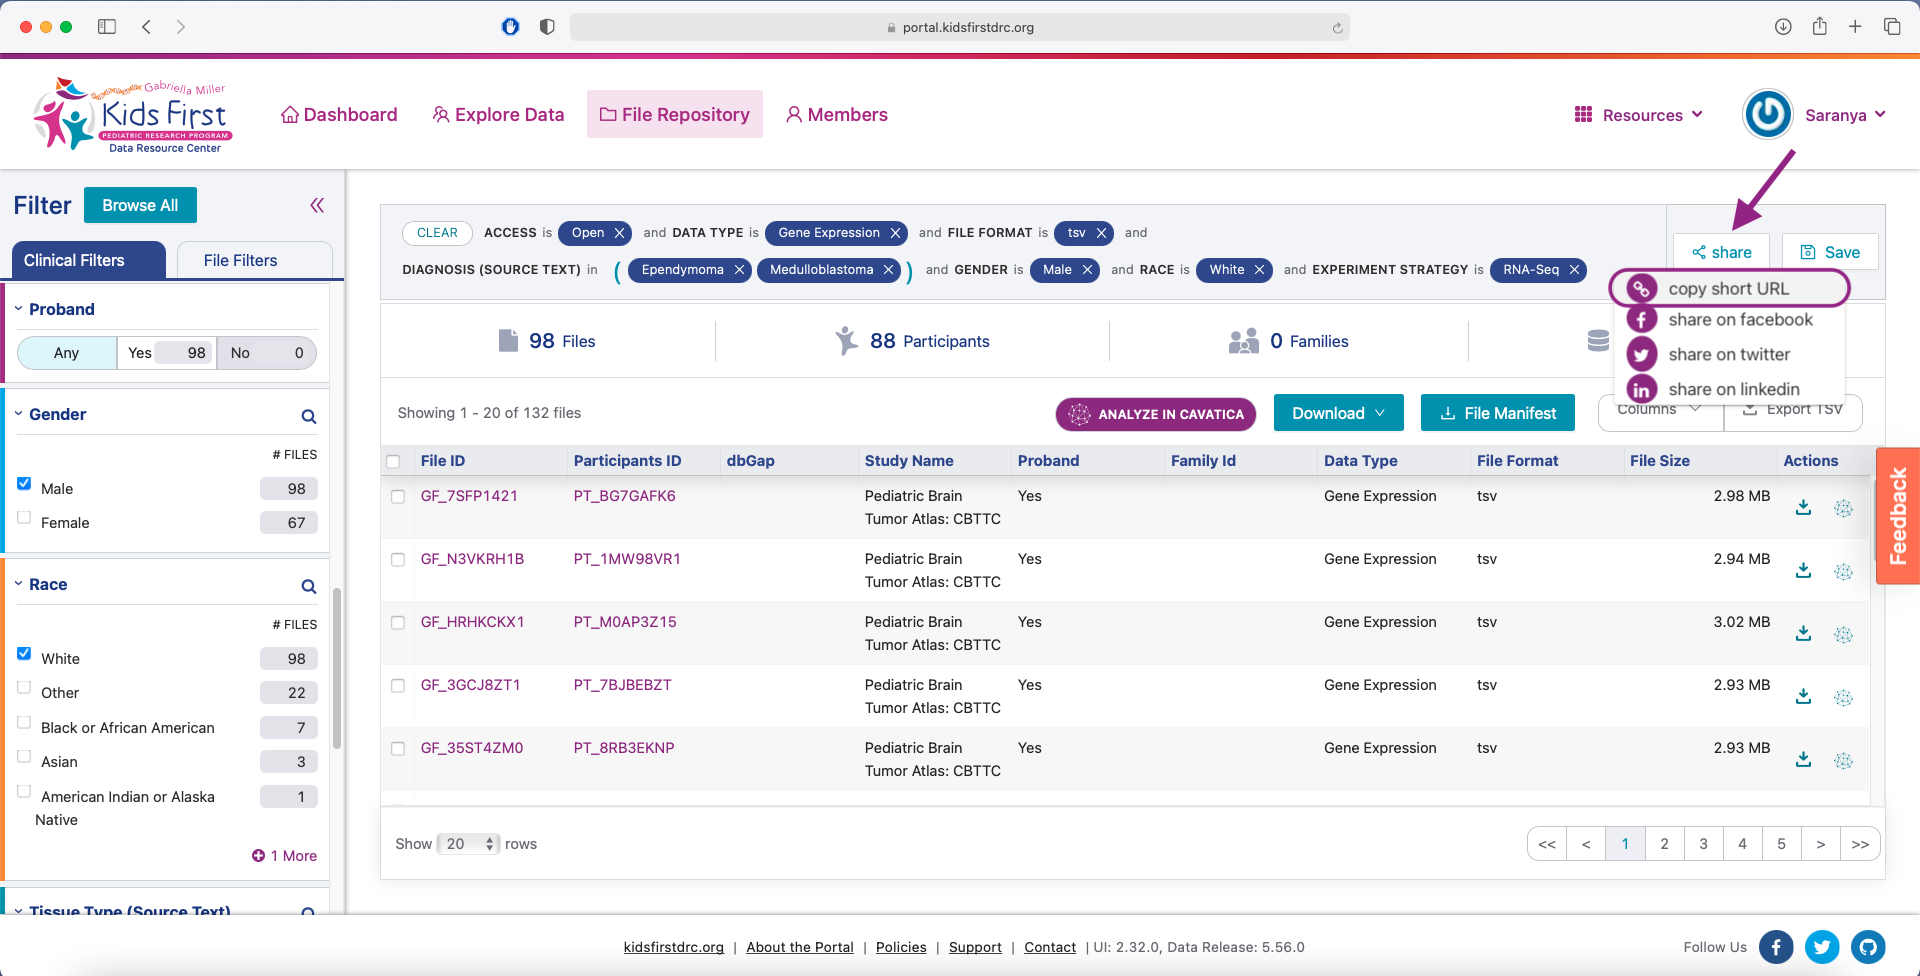 portal.kidsfirstdrc.org
Gabriella Miller
Kids First
PEDIATRIC RESEARCH PROGRAM
Data Resource Center
Dashboard
Explore Data
File Repository
Members
Resources
Saranya
Filter
Browse All
Clinical Filters
File Filters
Proband
Any
Yes 98
No 0
Gender
# FILES
Male 98
Female 67
Race
# FILES
White 98
Other 22
Black or African American 7
Asian 3
American Indian or Alaska 1
Native
1 More
Tissue Type (Source Text)
CLEAR ACCESS is Open and DATA TYPE is Gene Expression and FILE FORMAT is tsv and
DIAGNOSIS (SOURCE TEXT) in ( Ependymoma Medulloblastoma ) and GENDER is Male and RACE is White and EXPERIMENT STRATEGY is RNA-Seq
share
Save
copy short URL
share on facebook
share on twitter
share on linkedin
98 Files
88 Participants
0 Families
Showing 1 - 20 of 132 files
ANALYZE IN CAVATICA
Download
File Manifest
Columns
Export TSV
File ID Participants ID dbGap Study Name Proband Family Id Data Type File Format File Size Actions
GF_7SFP1421 PT_BG7GAFK6 Pediatric Brain Yes Gene Expression tsv 2.98 MB
Tumor Atlas: CBTTC
GF_N3VKRH1B PT_1MW98VR1 Pediatric Brain Yes Gene Expression tsv 2.94 MB
Tumor Atlas: CBTTC
GF_HRHKCKX1 PT_M0AP3Z15 Pediatric Brain Yes Gene Expression tsv 3.02 MB
Tumor Atlas: CBTTC
GF_3GCJ8ZT1 PT_7BJBEBZT Pediatric Brain Yes Gene Expression tsv 2.93 MB
Tumor Atlas: CBTTC
GF_35ST4ZM0 PT_8RB3EKNP Pediatric Brain Yes Gene Expression tsv 2.93 MB
Tumor Atlas: CBTTC
Feedback
Show 20 rows
<< < 1 2 3 4 5 > >>
kidsfirstdrc.org | About the Portal | Policies | Support | Contact | UI: 2.32.0, Data Release: 5.56.0
Follow Us